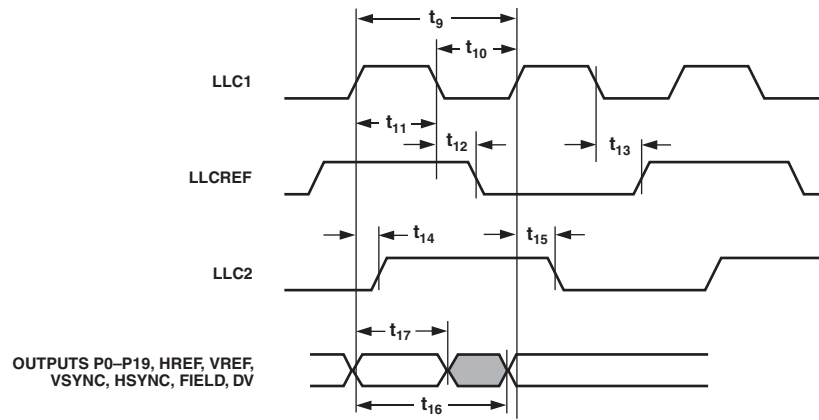 t9
t10
LLC1
t11
t12
t13
LLCREF
t14
t15
LLC2
t17
OUTPUTS P0–P19, HREF, VREF,
VSYNC, HSYNC, FIELD, DV
t16